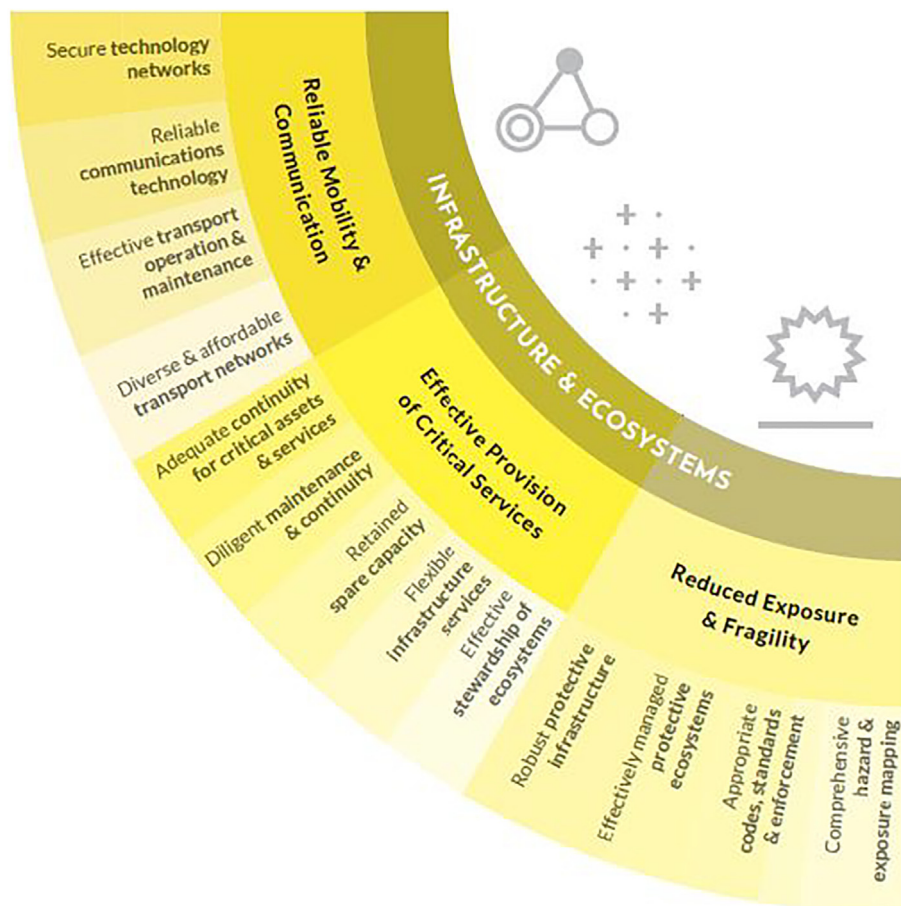 Secure technology
networks
Reliable
communications
technology
Effective transport
operation &
maintenance
Diverse & affordable
transport networks
Adequate continuity
for critical assets
& services
Diligent maintenance
& continuity
Retained
spare capacity
Flexible
infrastructure
services
Effective
stewardship of
ecosystems
Robust protective
infrastructure
Effectively managed
protective
ecosystems
Appropriate
codes, standards
& enforcement
Comprehensive
hazard &
exposure mapping
Reliable Mobility &
Communication
Effective Provision
of Critical Services
Reduced Exposure
& Fragility
INFRASTRUCTURE & ECOSYSTEMS